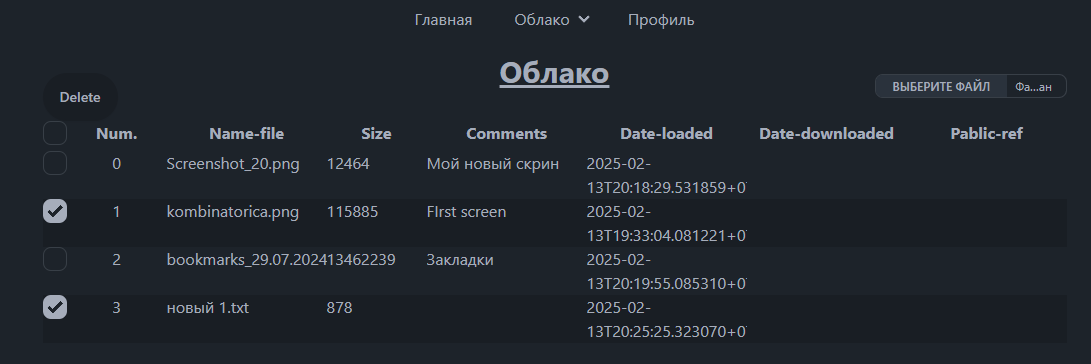 Главная Облако Профиль
Облако
Delete ВЫБЕРИТЕ ФАЙЛ Фа...ан
Num. Name-file Size Comments Date-loaded Date-downloaded Pablic-ref
0 Screenshot_20.png 12464 Мой новый скрин 2025-02-
13T20:18:29.531859+0
1 kombinatorica.png 115885 FIrst screen 2025-02-
13T19:33:04.081221+0
2 bookmarks_29.07.202413462239 Закладки 2025-02-
13T20:19:55.085310+0
3 новый 1.txt 878 2025-02-
13T20:25:25.323070+0